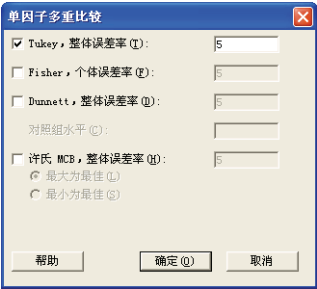 单因子多重比较
Tukey，整体误差率(T)： 5
Fisher，个体误差率(F)： 5
Dunnett，整体误差率(D)： 5
对照组水平(C)：
许氏 MCB，整体误差率(H)： 5
最大为最佳(L)
最小为最佳(S)
帮助 确定(O) 取消